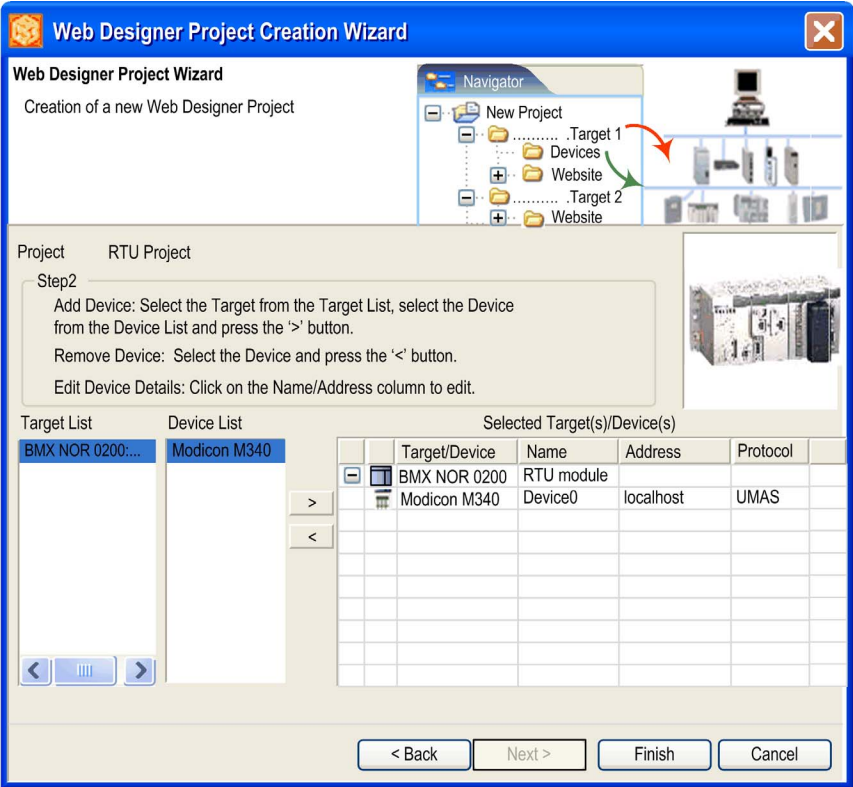 Web Designer Project Creation Wizard
Web Designer Project Wizard
Creation of a new Web Designer Project
Navigator
New Project
.......... .Target 1
Devices
Website
.......... .Target 2
Website
Project RTU Project
Step2
Add Device: Select the Target from the Target List, select the Device
from the Device List and press the ‘>’ button.
Remove Device: Select the Device and press the ‘<’ button.
Edit Device Details: Click on the Name/Address column to edit.
Target List Device List Selected Target(s)/Device(s)
BMX NOR 0200:... Modicon M340
Target/Device Name Address Protocol
BMX NOR 0200 RTU module
Modicon M340 Device0 localhost UMAS
>
<
< Back Next > Finish Cancel